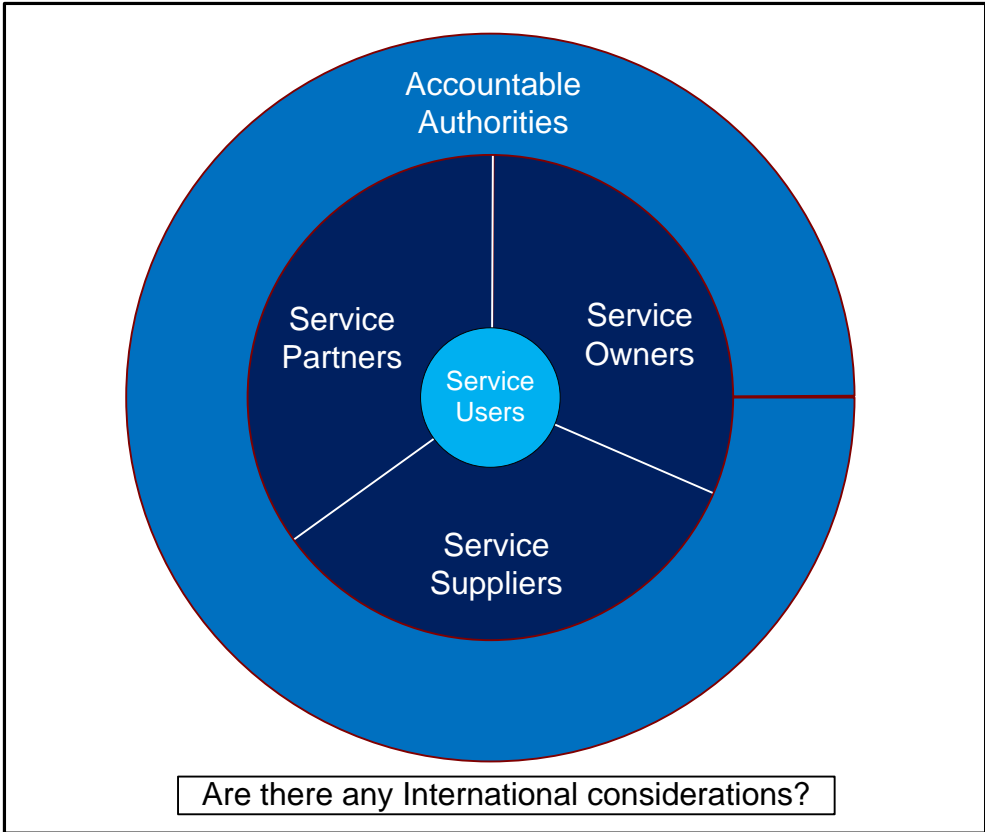 Accountable
Authorities
Service
Partners
Service
Owners
Service
Users
Service
Suppliers
Are there any International considerations?